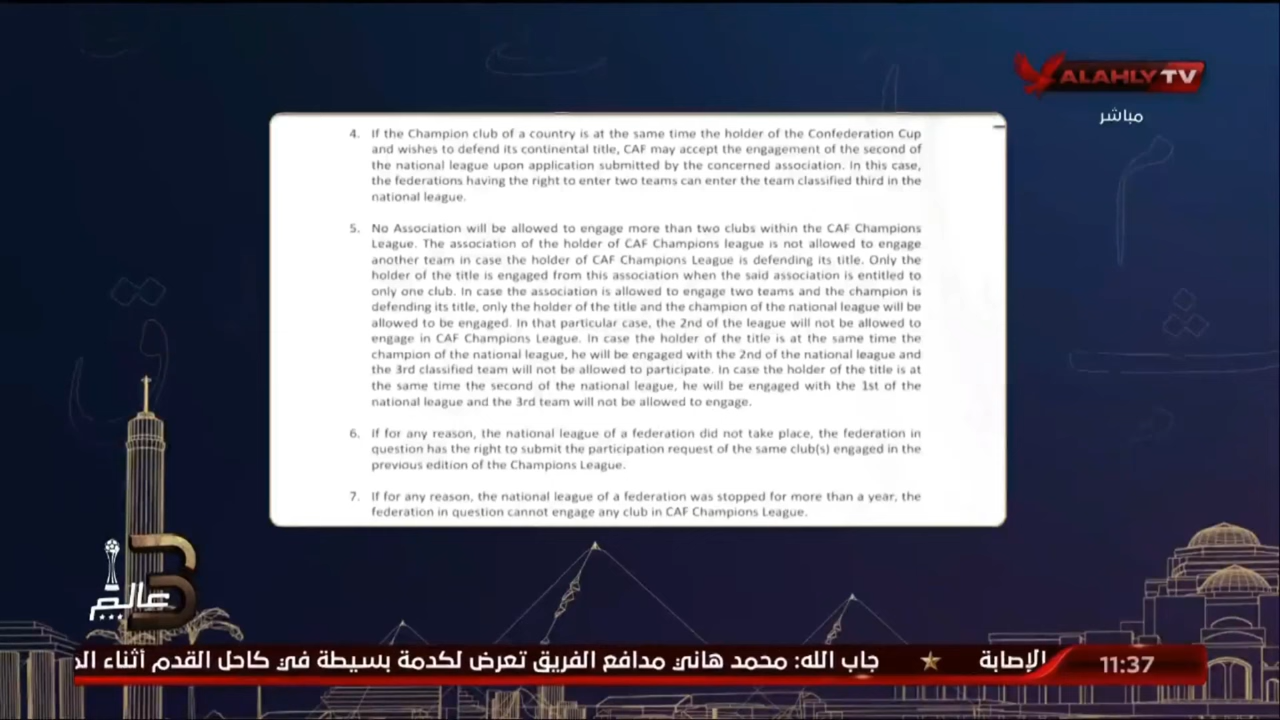 ALAHLY TV
مباشر
4. If the Champion club of a country is at the same time the holder of the Confederation Cup
and wishes to defend its continental title, CAF may accept the engagement of the second of
the national league upon application submitted by the concerned association. In this case,
the federations having the right to enter two teams can enter the team classified third in the
national league.
5. No Association will be allowed to engage more than two clubs within the CAF Champions
League. The association of the holder of CAF Champions league is not allowed to engage
another team in case the holder of CAF Champions League is defending its title. Only the
holder of the title is engaged from this association when the said association is entitled to
only one club. In case the association is allowed to engage two teams and the champion is
defending its title, only the holder of the title and the champion of the national league will be
allowed to be engaged. In that particular case, the 2nd of the league will not be allowed to
engage in CAF Champions League. In case the holder of the title is at the same time the
champion of the national league, he will be engaged with the 2nd of the national league and
the 3rd classified team will not be allowed to participate. In case the holder of the title is at
the same time the second of the national league, he will be engaged with the 1st of the
national league and the 3rd team will not be allowed to engage.
6. If for any reason, the national league of a federation did not take place, the federation in
question has the right to submit the participation request of the same club(s) engaged in the
previous edition of the Champions League.
7. If for any reason, the national league of a federation was stopped for more than a year, the
federation in question cannot engage any club in CAF Champions League.
3
عالم
الإصابة ★ جاب الله: محمد هاني مدافع الفريق تعرض لكدمة بسيطة في كاحل القدم أثناء
11:37